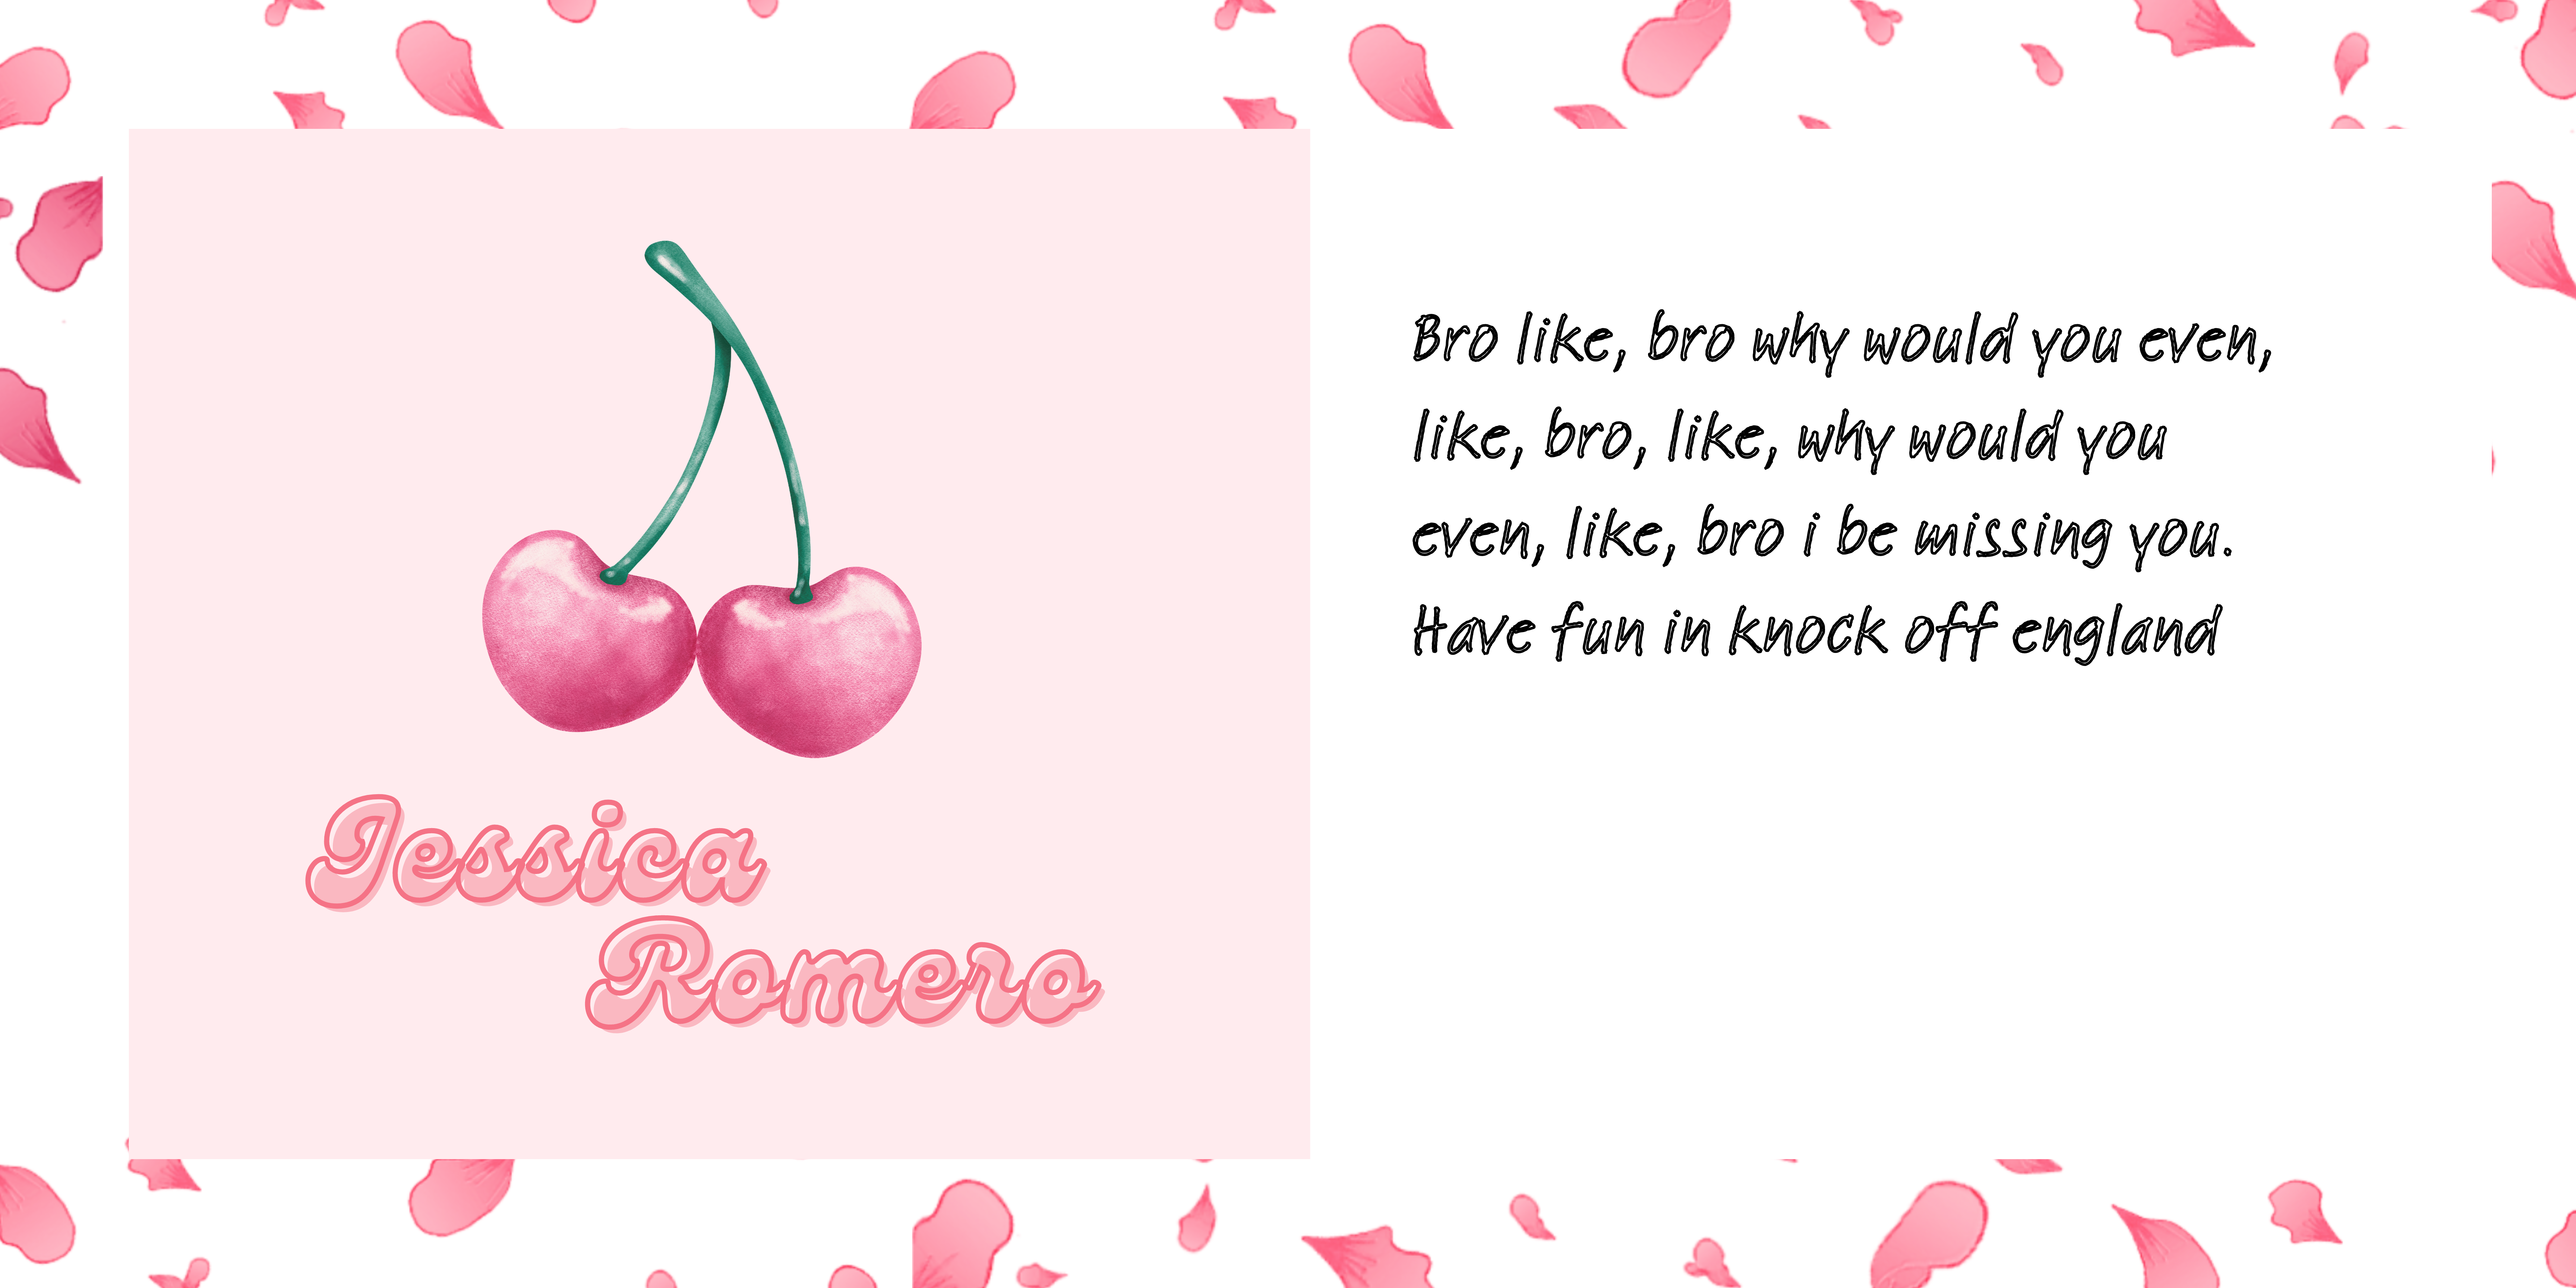 Jessica
Romero
Bro like, bro why would you even,
like, bro, like, why would you
even, like, bro i be missing you.
Have fun in knock off england